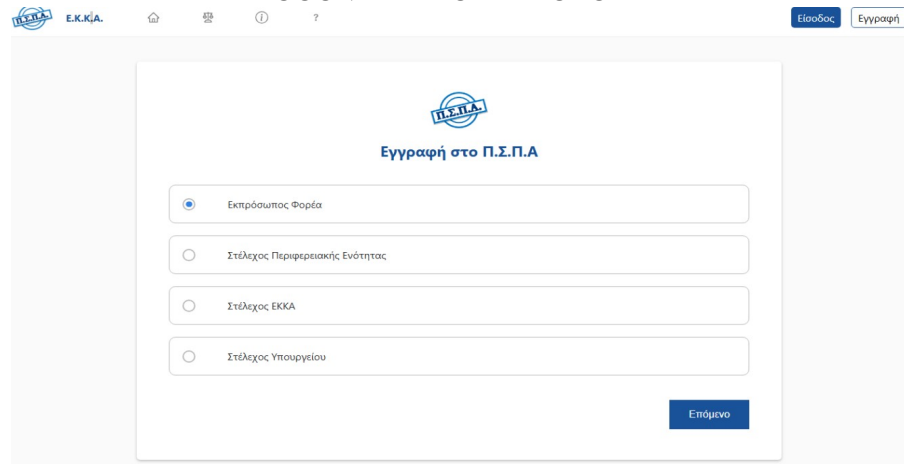 Π.Σ.Π.Α. Ε.Κ.Κ.Α. ? Είσοδος Εγγραφή
Π.Σ.Π.Α.
Εγγραφή στο Π.Σ.Π.Α
Εκπρόσωπος Φορέα
Στέλεχος Περιφερειακής Ενότητας
Στέλεχος ΕΚΚΑ
Στέλεχος Υπουργείου
Επόμενο